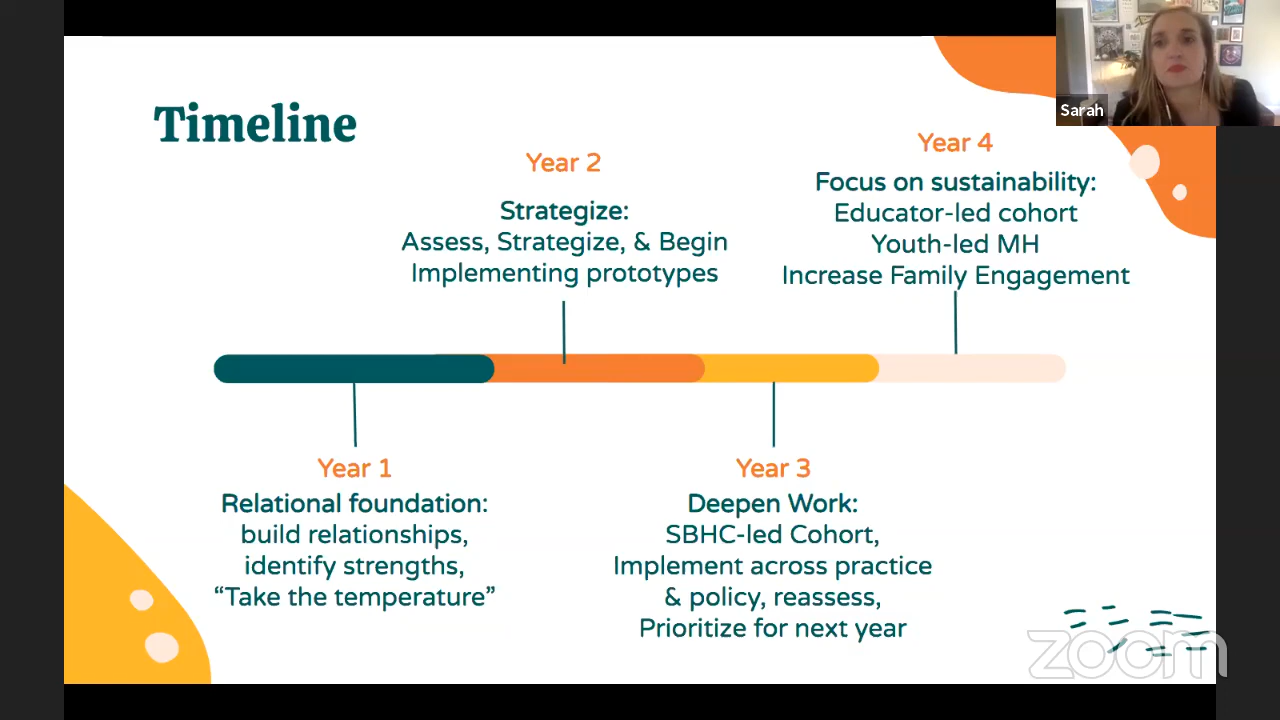 Timeline
Year 1
Relational foundation:
build relationships,
identify strengths,
“Take the temperature”
Year 2
Strategize:
Assess, Strategize, & Begin
Implementing prototypes
Year 3
Deepen Work:
SBHC-led Cohort,
Implement across practice
& policy, reassess,
Prioritize for next year
Year 4
Focus on sustainability:
Educator-led cohort
Youth-led MH
Increase Family Engagement
Sarah
zoom